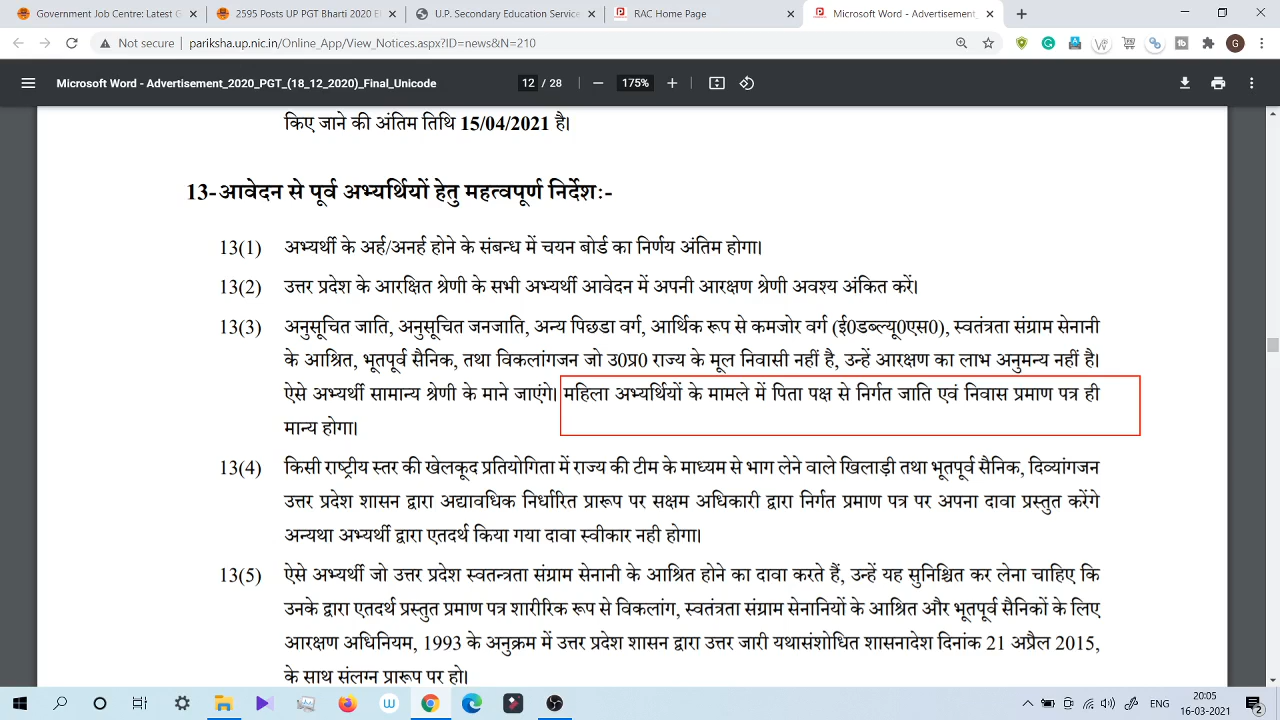 Government Job Centre: Latest G
2595 Posts UP PGT Bharti 2020 El
U.P. Secondary Education Service
RAC Home Page
Microsoft Word - Advertisement_
Not secure | pariksha.up.nic.in/Online_App/View_Notices.aspx?ID=news&N=210
G
Microsoft Word - Advertisement_2020_PGT_(18_12_2020)_Final_Unicode
12 / 28
175%
किए जाने की अंतिम तिथि 15/04/2021 है।
13-आवेदन से पूर्व अभ्यर्थियों हेतु महत्वपूर्ण निर्देशः-
13(1) अभ्यर्थी के अर्ह/अनर्ह होने के संबन्ध में चयन बोर्ड का निर्णय अंतिम होगा।
13(2) उत्तर प्रदेश के आरक्षित श्रेणी के सभी अभ्यर्थी आवेदन में अपनी आरक्षण श्रेणी अवश्य अंकित करें।
13(3) अनुसूचित जाति, अनुसूचित जनजाति, अन्य पिछडा वर्ग, आर्थिक रूप से कमजोर वर्ग (ई0डब्ल्यू0एस0), स्वतंत्रता संग्राम सेनानी
के आश्रित, भूतपूर्व सैनिक, तथा विकलांगजन जो उ0प्र0 राज्य के मूल निवासी नहीं है, उन्हें आरक्षण का लाभ अनुमन्य नहीं है।
ऐसे अभ्यर्थी सामान्य श्रेणी के माने जाएंगे। महिला अभ्यर्थियों के मामले में पिता पक्ष से निर्गत जाति एवं निवास प्रमाण पत्र ही
मान्य होगा।
13(4) किसी राष्ट्रीय स्तर की खेलकूद प्रतियोगिता में राज्य की टीम के माध्यम से भाग लेने वाले खिलाड़ी तथा भूतपूर्व सैनिक, दिव्यांगजन
उत्तर प्रदेश शासन द्वारा अद्यावधिक निर्धारित प्रारूप पर सक्षम अधिकारी द्वारा निर्गत प्रमाण पत्र पर अपना दावा प्रस्तुत करेंगे
अन्यथा अभ्यर्थी द्वारा एतदर्थ किया गया दावा स्वीकार नही होगा।
13(5) ऐसे अभ्यर्थी जो उत्तर प्रदेश स्वतन्त्रता संग्राम सेनानी के आश्रित होने का दावा करते हैं, उन्हें यह सुनिश्चित कर लेना चाहिए कि
उनके द्वारा एतदर्थ प्रस्तुत प्रमाण पत्र शारीरिक रूप से विकलांग, स्वतंत्रता संग्राम सेनानियों के आश्रित और भूतपूर्व सैनिकों के लिए
आरक्षण अधिनियम, 1993 के अनुक्रम में उत्तर प्रदेश शासन द्वारा उत्तर जारी यथासंशोधित शासनादेश दिनांक 21 अप्रैल 2015,
के साथ संलग्न प्रारूप पर हो।
ENG
20:05
16-03-2021
2